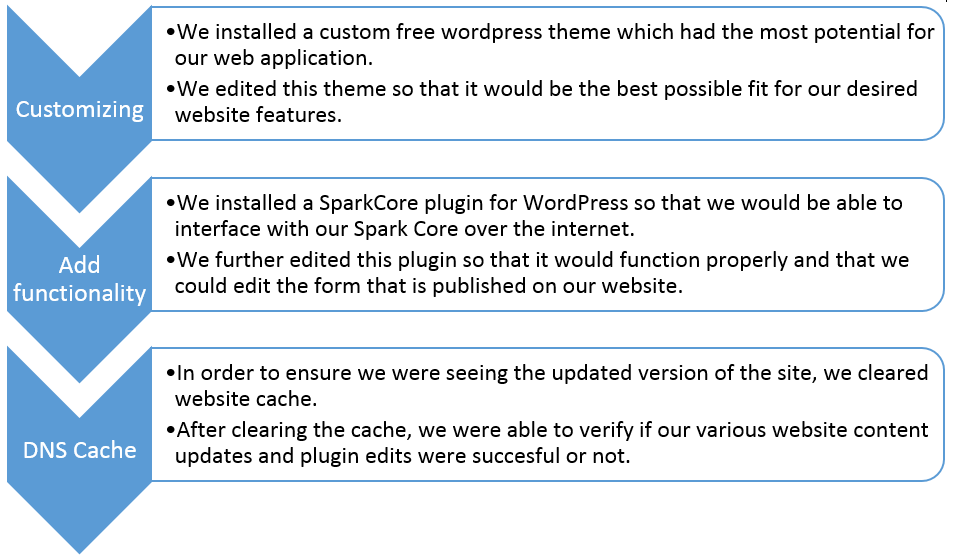 Customizing
•We installed a custom free wordpress theme which had the most potential for
our web application.
•We edited this theme so that it would be the best possible fit for our desired
website features.
Add
functionality
•We installed a SparkCore plugin for WordPress so that we would be able to
interface with our Spark Core over the internet.
•We further edited this plugin so that it would function properly and that we
could edit the form that is published on our website.
DNS Cache
•In order to ensure we were seeing the updated version of the site, we cleared
website cache.
•After clearing the cache, we were able to verify if our various website content
updates and plugin edits were succesful or not.